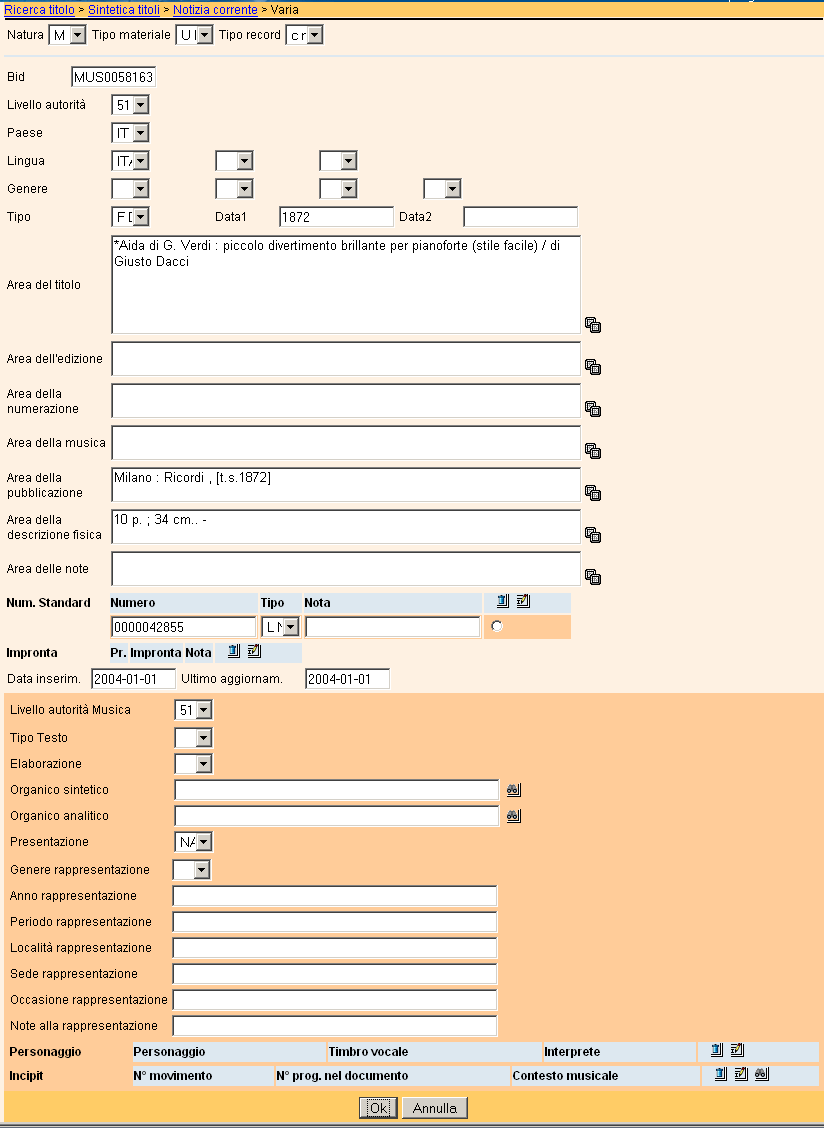 Ricerca titolo > Sintetica titoli > Notizia corrente > Varia
Natura M Tipo materiale Tipo record cr
Bid MUS0058163
Livello autorità 51
Paese IT
Lingua ITA
Genere
Tipo F Data1 1872 Data2
Area del titolo
*Aida di G. Verdi : piccolo divertimento brillante per pianoforte (stile facile) / di
Giusto Dacci
Area dell'edizione
Area della
numerazione
Area della musica
Area della
pubblicazione
Milano : Ricordi , [t.s.1872]
Area della
descrizione fisica
10 p. ; 34 cm.. -
Area delle note
Num. Standard Numero Tipo Nota
0000042855 L
Impronta Pr. Impronta Nota
Data inserim. 2004-01-01 Ultimo aggiornam. 2004-01-01
Livello autorità Musica 51
Tipo Testo
Elaborazione
Organico sintetico
Organico analitico
Presentazione NA
Genere rappresentazione
Anno rappresentazione
Periodo rappresentazione
Località rappresentazione
Sede rappresentazione
Occasione rappresentazione
Note alla rappresentazione
Personaggio Personaggio Timbro vocale Interprete
Incipit N° movimento N° prog. nel documento Contesto musicale
Ok Annulla